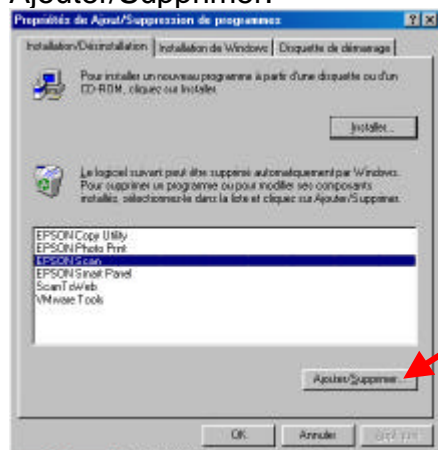 Ajouter/Supprimer.
Propriétés de Ajout/Suppression de programmes
Installation/Désinstallation Installation de Windows Disquette de démarrage
Pour installer un nouveau programme à partir d'une disquette ou d'un
CD-ROM, cliquez sur Installer.
Installer...
Le logiciel suivant peut être supprimé automatiquement par Windows.
Pour supprimer un programme ou pour modifier ses composants
installés, sélectionnez-le dans la liste et cliquez sur Ajouter/Supprimer.
EPSON Copy Utility
EPSON Photo Print
EPSON Scan
EPSON Smart Panel
ScanToWeb
VMware Tools
Ajouter/Supprimer...
OK Annuler Appliquer